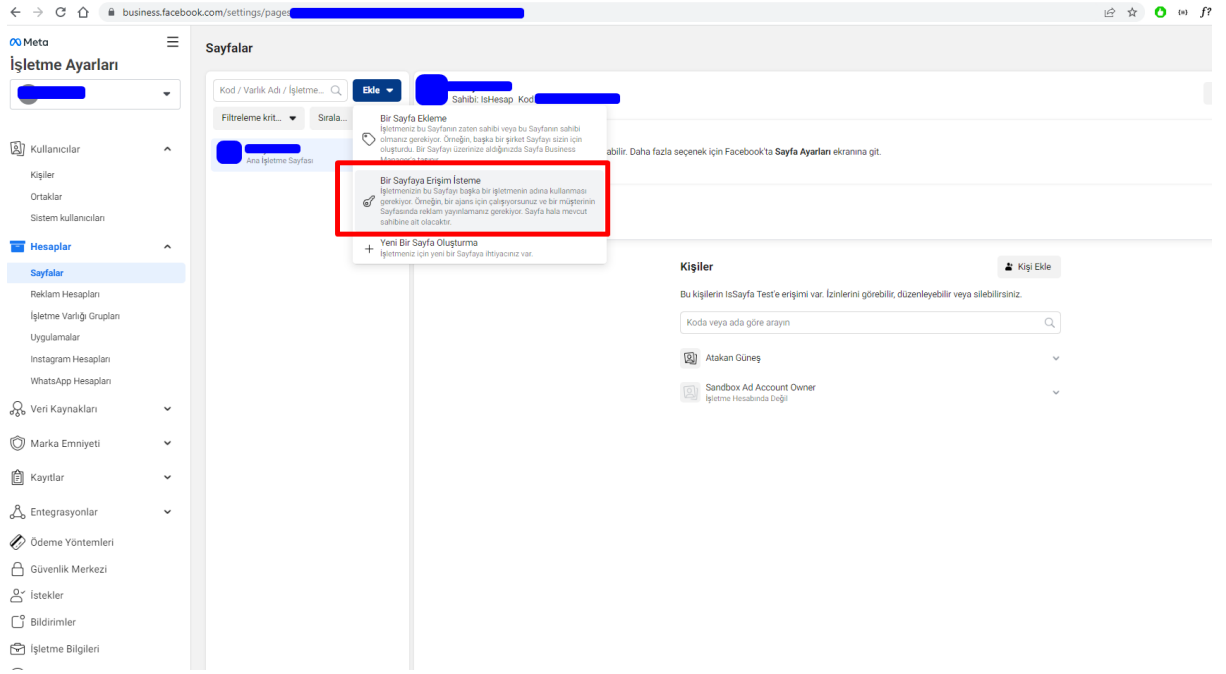 business.facebook.com/settings/pages
Meta
İşletme Ayarları
Kullanıcılar
Kişiler
Ortaklar
Sistem kullanıcıları
Hesaplar
Sayfalar
Reklam Hesapları
İşletme Varlığı Grupları
Uygulamalar
Instagram Hesapları
WhatsApp Hesapları
Veri Kaynakları
Marka Emniyeti
Kayıtlar
Entegrasyonlar
Ödeme Yöntemleri
Güvenlik Merkezi
İstekler
Bildirimler
İşletme Bilgileri
Sayfalar
Kod / Varlık Adı / İşletme...
Ekle
Filtreleme krit...
Sırala...
Ana İşletme Sayfası
Bir Sayfa Ekleme
İşletmeniz bu Sayfanın zaten sahibi veya bu Sayfanın sahibi
olmanız gerekiyor. Örneğin, başka bir şirket Sayfayı sizin için
oluşturdu. Bir Sayfayı üzerinize aldığınızda Sayfa Business
Manager'a taşınır.
Bir Sayfaya Erişim İsteme
İşletmenizin bu Sayfayı başka bir işletmenin adına kullanması
gerekiyor. Örneğin, bir ajans için çalışıyorsunuz ve bir müşterinin
Sayfasında reklam yayınlamanız gerekiyor. Sayfa hala mevcut
sahibine ait olacaktır.
Yeni Bir Sayfa Oluşturma
İşletmeniz için yeni bir Sayfaya ihtiyacınız var.
Sahibi: IsHesap Kod:
abilir. Daha fazla seçenek için Facebook'ta Sayfa Ayarları ekranına git.
Kişiler
Kişi Ekle
Bu kişilerin IsSayfa Test'e erişimi var. İzinlerini görebilir, düzenleyebilir veya silebilirsiniz.
Koda veya ada göre arayın
Atakan Güneş
Sandbox Ad Account Owner
İşletme Hesabında Değil